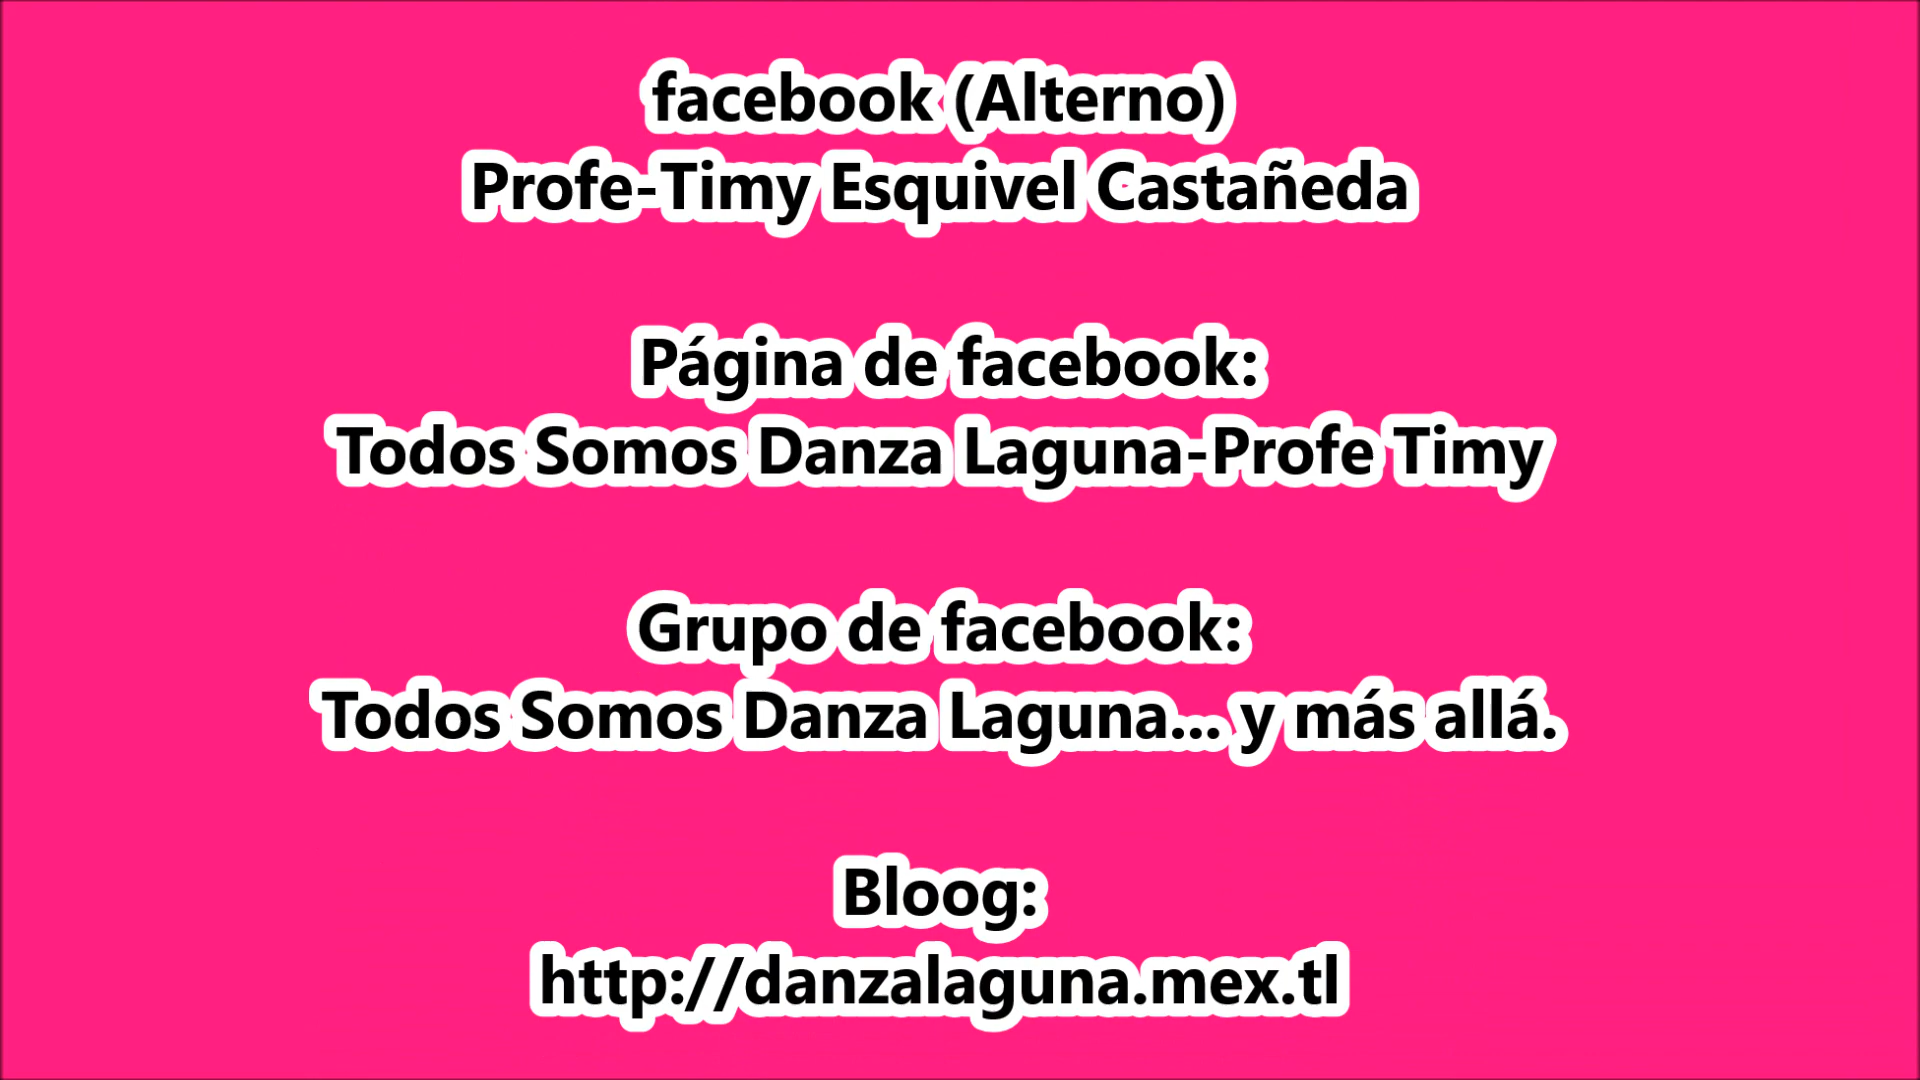 facebook (Alterno)
Profe-Timy Esquivel Castañeda
Página de facebook:
Todos Somos Danza Laguna-Profe Timy
Grupo de facebook:
Todos Somos Danza Laguna... y más allá.
Bloog:
http://danzalaguna.mex.tl